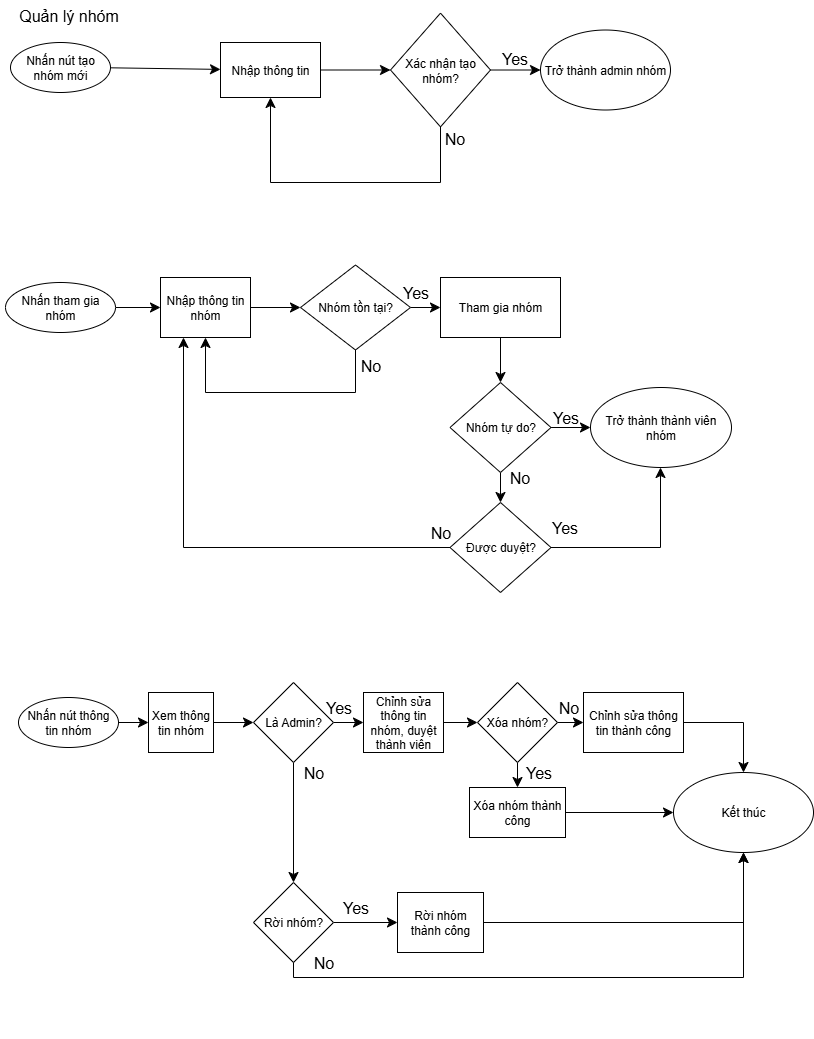 Quản lý nhóm
Nhấn nút tạo
nhóm mới
Nhập thông tin
Xác nhận tạo
nhóm?
Yes
Trở thành admin nhóm
No
Nhấn tham gia
nhóm
Nhập thông tin
nhóm
Nhóm tồn tại?
Yes
Tham gia nhóm
No
Nhóm tự do?
Yes
Trở thành thành viên
nhóm
No
No
Được duyệt?
Yes
Nhấn nút thông
tin nhóm
Xem thông
tin nhóm
Là Admin?
Yes
Chỉnh sửa
thông tin
nhóm, duyệt
thành viên
Xóa nhóm?
No
Chỉnh sửa thông
tin thành công
No
Yes
Xóa nhóm thành
công
Kết thúc
Rời nhóm?
Yes
Rời nhóm
thành công
No